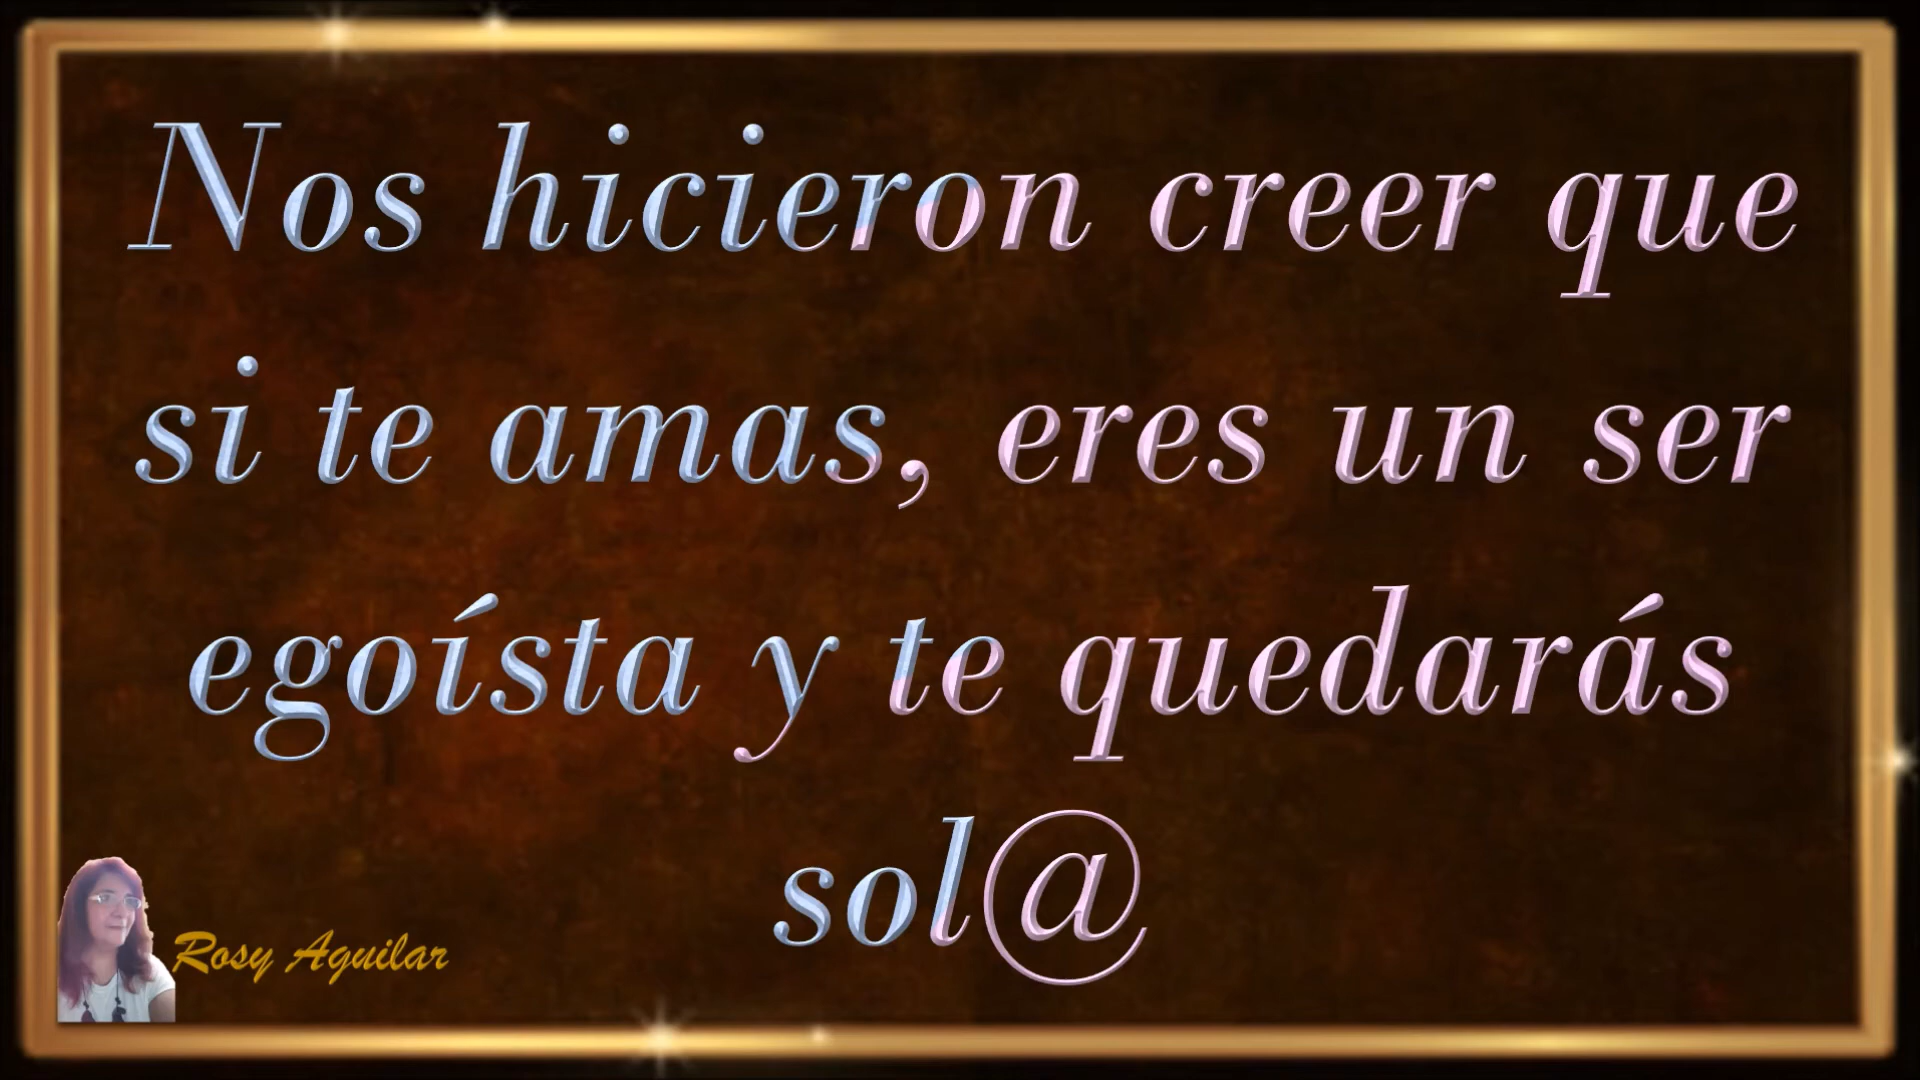 Nos hicieron creer que
si te amas, eres un ser
egoísta y te quedarás
sol@
Rosy Aguilar